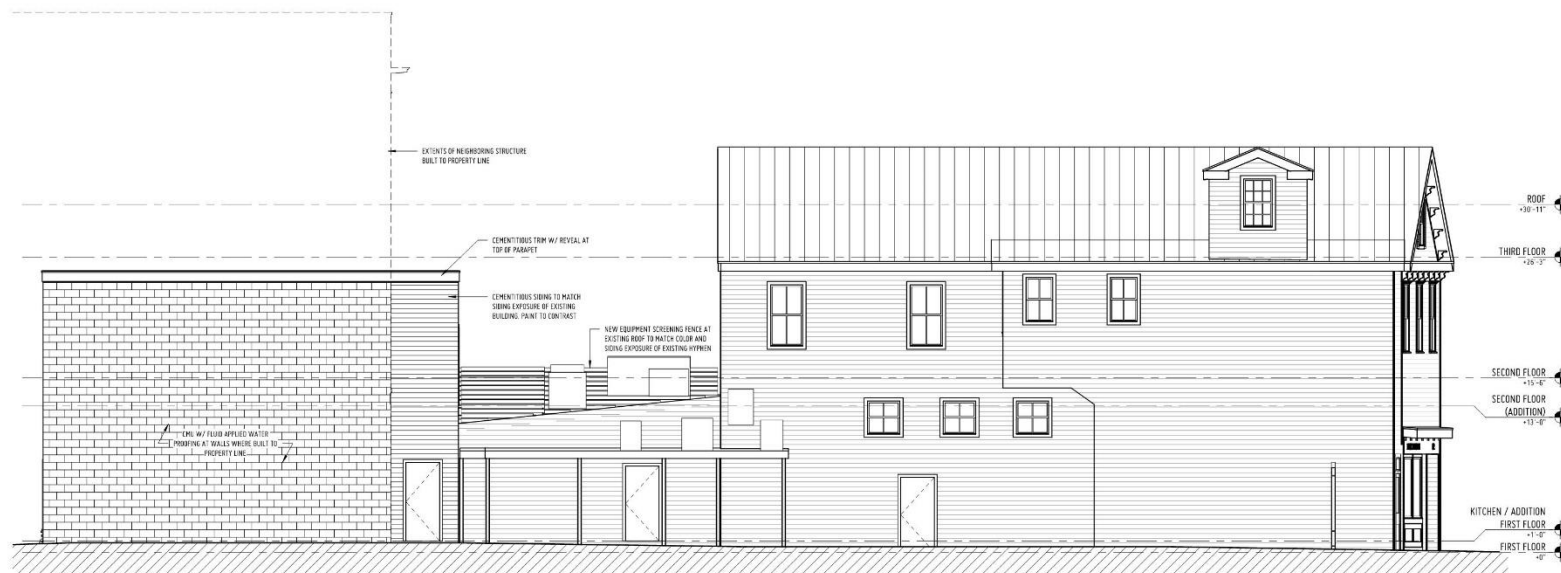 EXTENTS OF NEIGHBORING STRUCTURE
BUILT TO PROPERTY LINE
CEMENTITIOUS TRIM W/ REVEAL AT
TOP OF PARAPET
CEMENTITIOUS SIDING TO MATCH
SIDING EXPOSURE OF EXISTING
BUILDING. PAINT TO CONTRAST
NEW EQUIPMENT SCREENING FENCE AT
EXISTING ROOF TO MATCH COLOR AND
SIDING EXPOSURE OF EXISTING HYPHEN
CMU W/ FLUID APPLIED WATER
PROOFING AT WALLS WHERE BUILT TO
PROPERTY LINE
ROOF
+30'-11"
THIRD FLOOR
+26'-3"
SECOND FLOOR
+15'-6"
SECOND FLOOR
(ADDITION)
+13'-0"
KITCHEN / ADDITION
FIRST FLOOR
+1'-0"
FIRST FLOOR
+0"